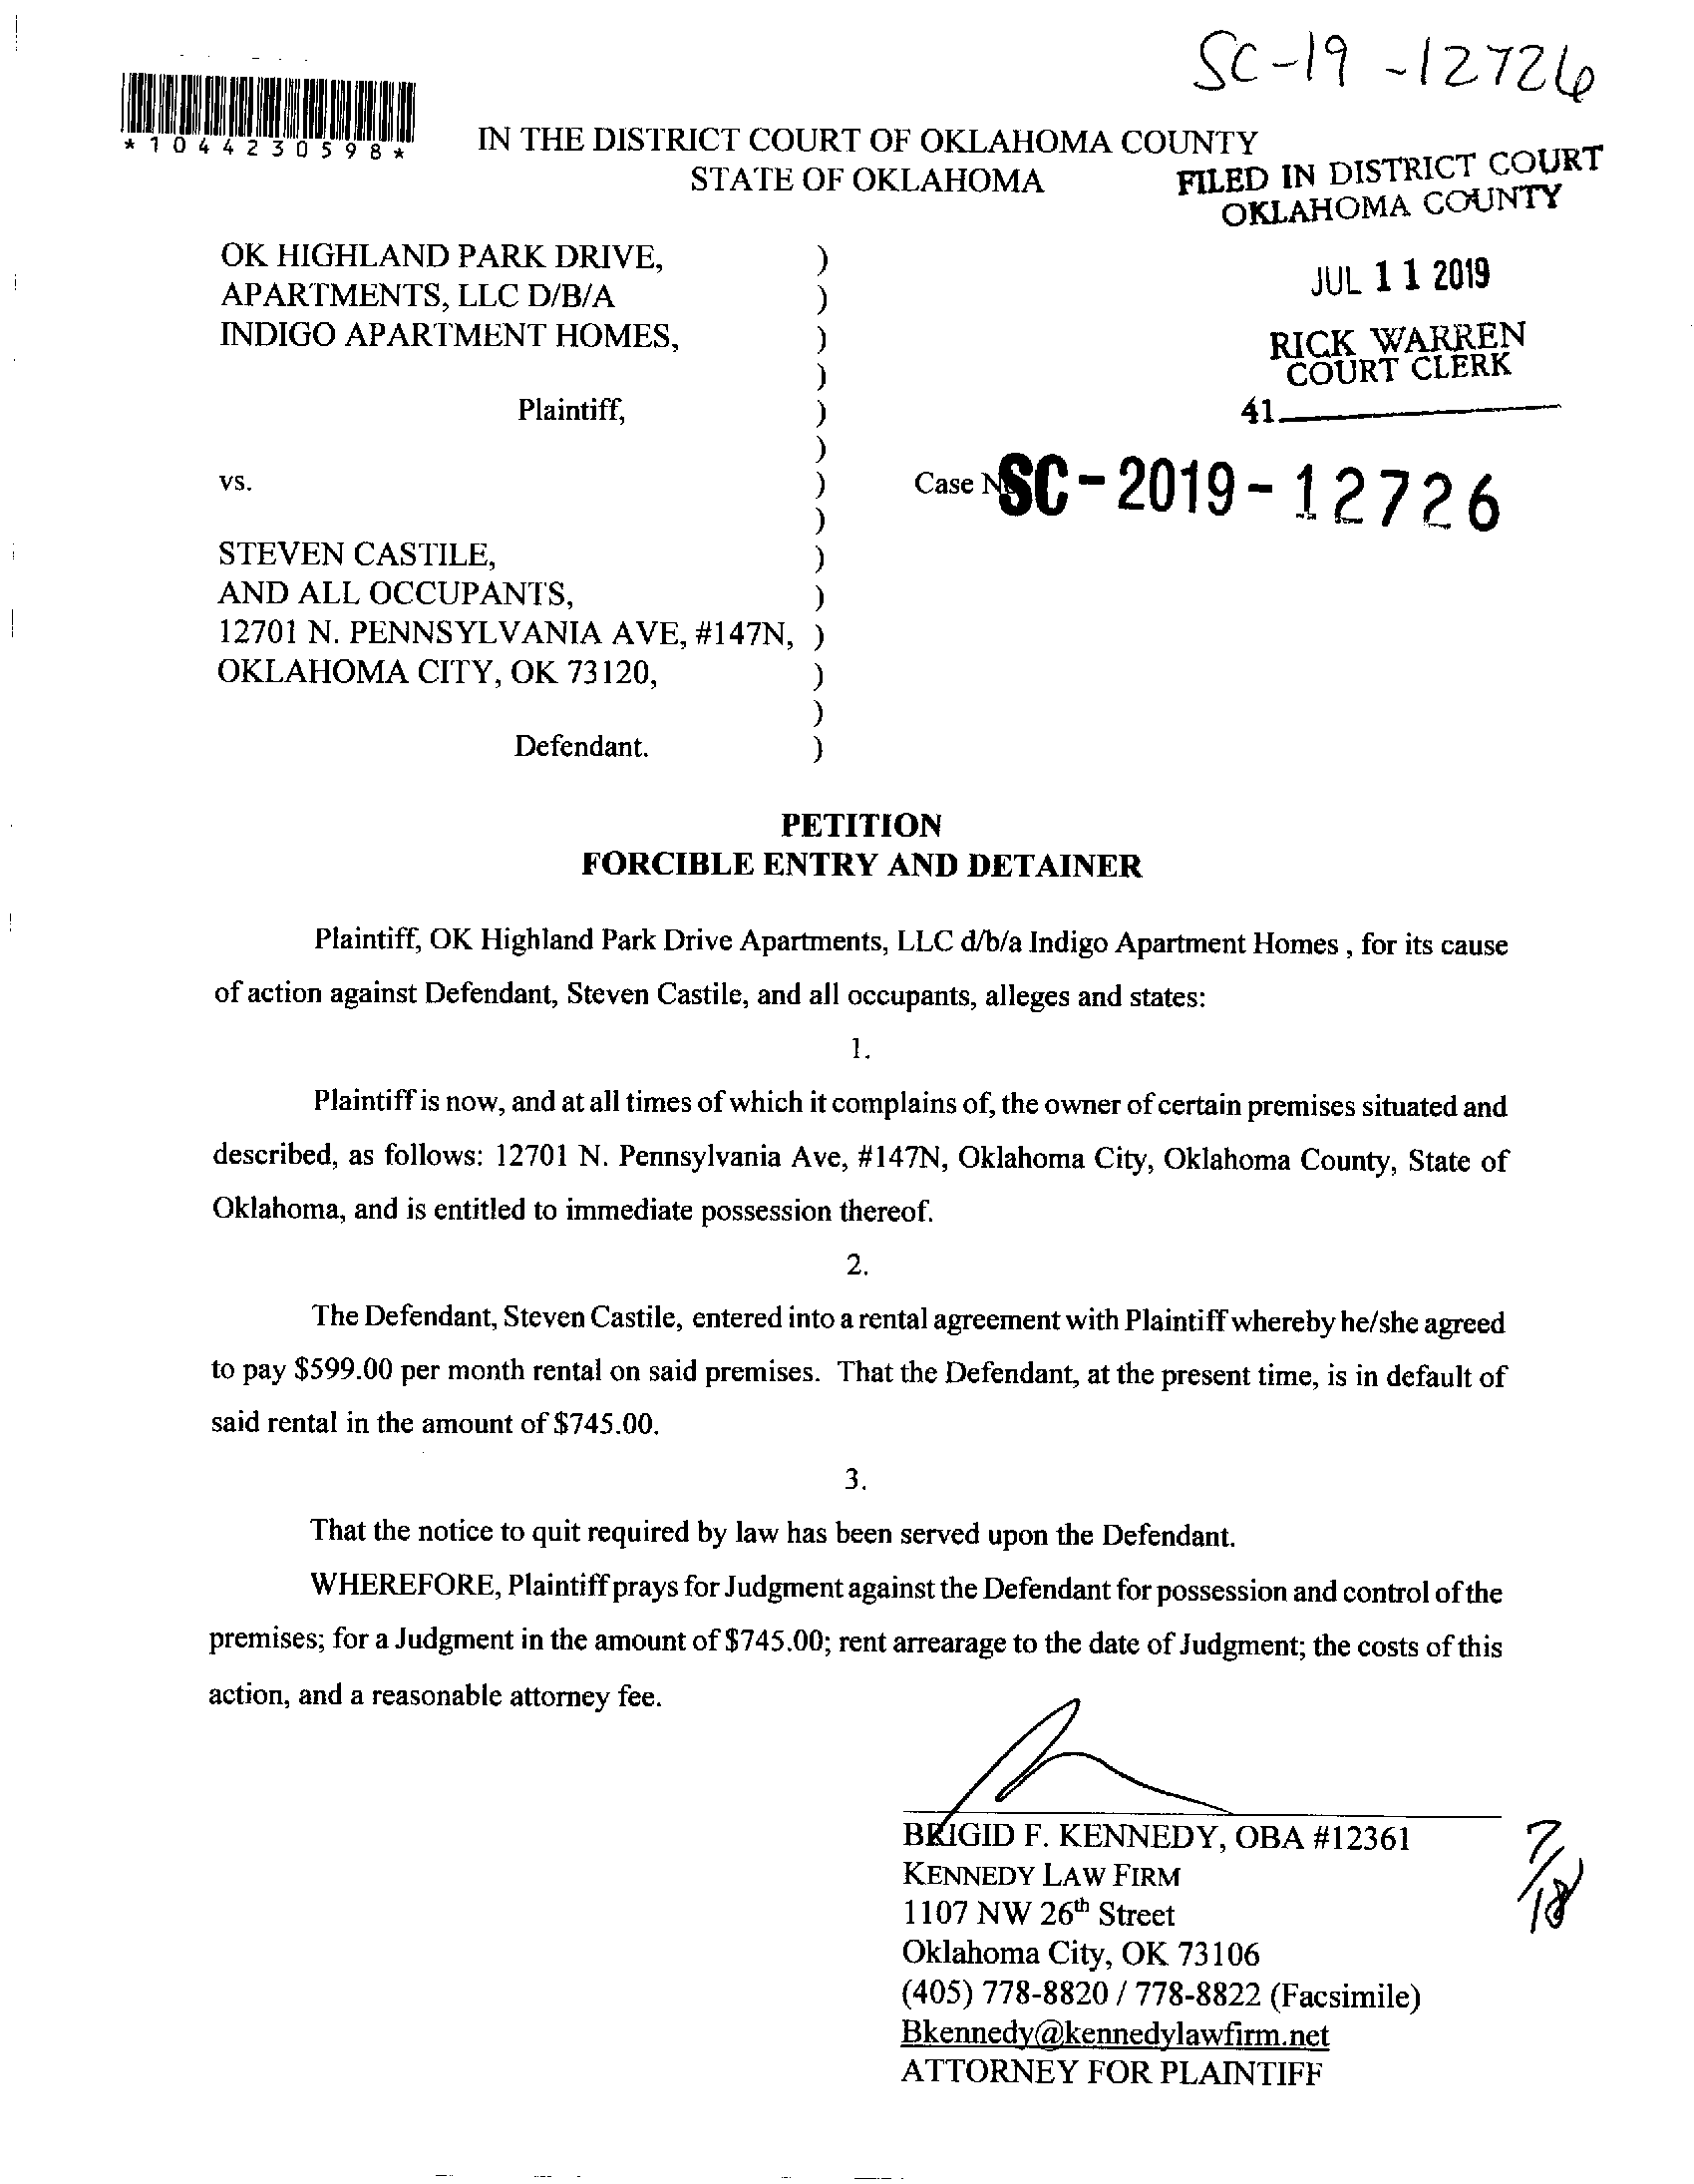 SC-19-12726
*1044230598*
IN THE DISTRICT COURT OF OKLAHOMA COUNTY
STATE OF OKLAHOMA
FILED IN DISTRICT COURT
OKLAHOMA COUNTY
JUL 11 2019
RICK WARREN
COURT CLERK
41
OK HIGHLAND PARK DRIVE, )
APARTMENTS, LLC D/B/A )
INDIGO APARTMENT HOMES, )
)
Plaintiff, )
)
vs. ) Case SC-2019-12726
)
STEVEN CASTILE, )
AND ALL OCCUPANTS, )
12701 N. PENNSYLVANIA AVE, #147N, )
OKLAHOMA CITY, OK 73120, )
)
Defendant. )
PETITION
FORCIBLE ENTRY AND DETAINER
Plaintiff, OK Highland Park Drive Apartments, LLC d/b/a Indigo Apartment Homes , for its cause
of action against Defendant, Steven Castile, and all occupants, alleges and states:
1.
Plaintiff is now, and at all times of which it complains of, the owner of certain premises situated and
described, as follows: 12701 N. Pennsylvania Ave, #147N, Oklahoma City, Oklahoma County, State of
Oklahoma, and is entitled to immediate possession thereof.
2.
The Defendant, Steven Castile, entered into a rental agreement with Plaintiff whereby he/she agreed
to pay $599.00 per month rental on said premises. That the Defendant, at the present time, is in default of
said rental in the amount of $745.00.
3.
That the notice to quit required by law has been served upon the Defendant.
WHEREFORE, Plaintiff prays for Judgment against the Defendant for possession and control of the
premises; for a Judgment in the amount of $745.00; rent arrearage to the date of Judgment; the costs of this
action, and a reasonable attorney fee.
BRIGID F. KENNEDY, OBA #12361
KENNEDY LAW FIRM
1107 NW 26th Street
Oklahoma City, OK 73106
(405) 778-8820 / 778-8822 (Facsimile)
Bkennedy@kennedylawfirm.net
ATTORNEY FOR PLAINTIFF
7/18